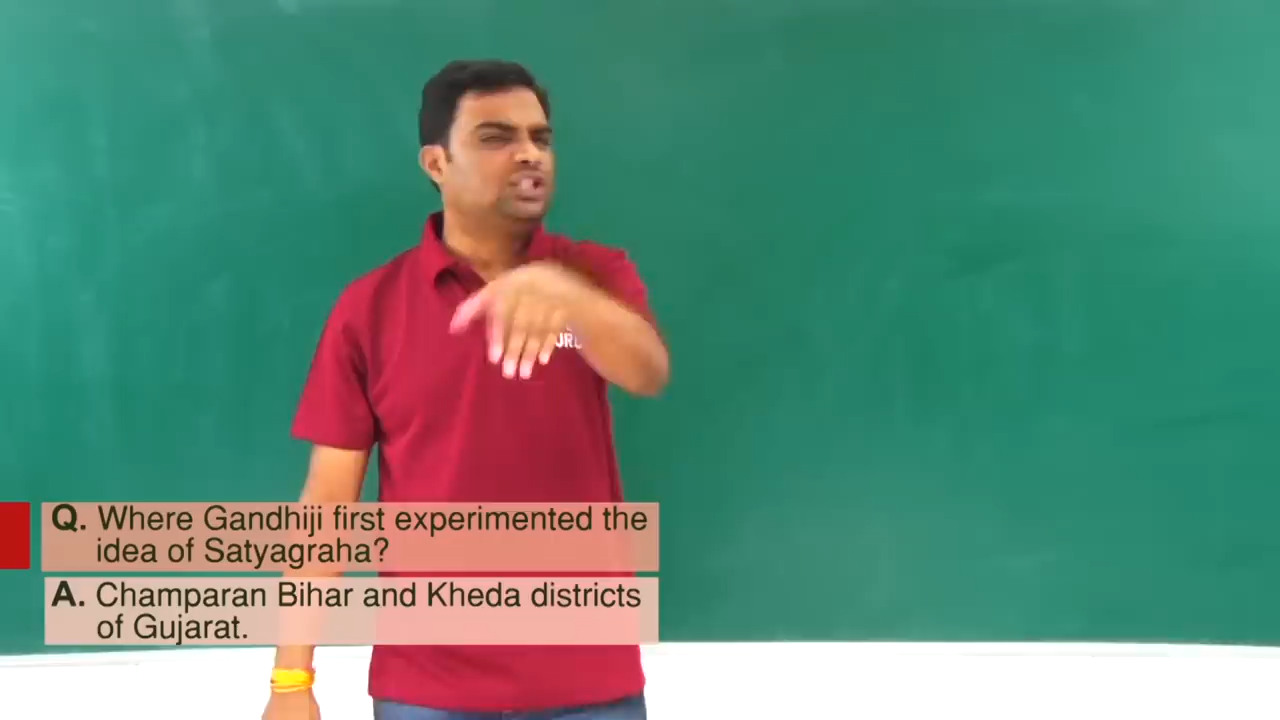 Q. Where Gandhiji first experimented the
idea of Satyagraha?
A. Champaran Bihar and Kheda districts
of Gujarat.